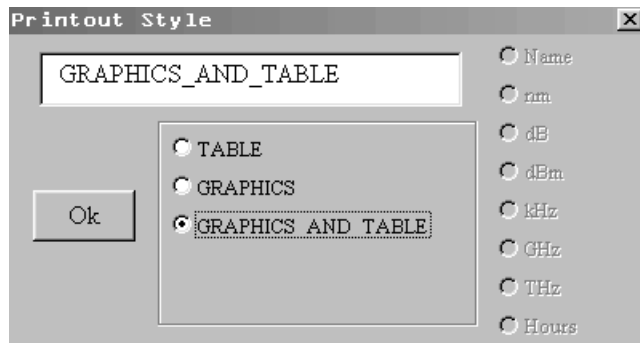 Printout Style
GRAPHICS_AND_TABLE
TABLE
GRAPHICS
GRAPHICS AND TABLE
Ok
Name
nm
dB
dBm
kHz
GHz
THz
Hours